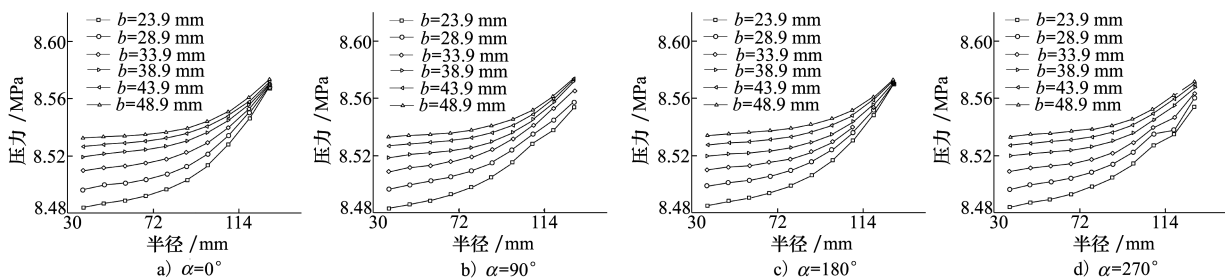 b=23.9 mm
b=28.9 mm
b=33.9 mm
b=38.9 mm
b=43.9 mm
b=48.9 mm
8.60
8.56
8.52
8.48
压力 / MPa
30 72 114
半径 /mm
a) α=0°
b=23.9 mm
b=28.9 mm
b=33.9 mm
b=38.9 mm
b=43.9 mm
b=48.9 mm
8.60
8.56
8.52
8.48
压力 / MPa
30 72 114
半径 /mm
b) α=90°
b=23.9 mm
b=28.9 mm
b=33.9 mm
b=38.9 mm
b=43.9 mm
b=48.9 mm
8.60
8.56
8.52
8.48
压力 / MPa
30 72 114
半径 /mm
c) α=180°
b=23.9 mm
b=28.9 mm
b=33.9 mm
b=38.9 mm
b=43.9 mm
b=48.9 mm
8.60
8.56
8.52
8.48
压力 / MPa
30 72 114
半径 /mm
d) α=270°